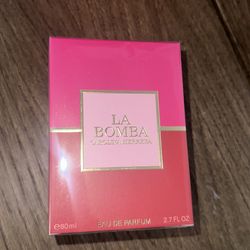 LA
BOMBA
CAROLINA HERRERA
℮80ml EAU DE PARFUM 2.7 FL OZ